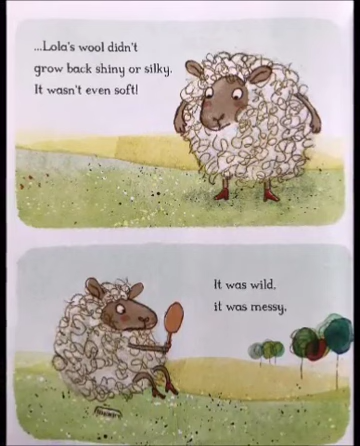 ...Lola's wool didn't
grow back shiny or silky.
It wasn't even soft!
It was wild,
it was messy,